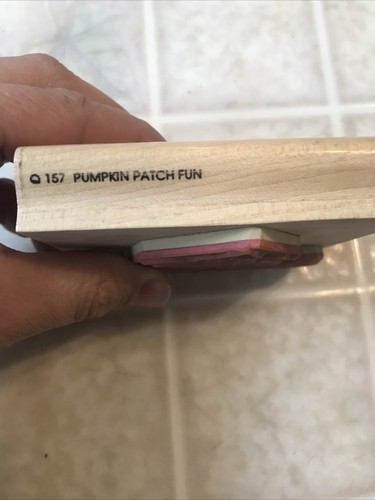 Q 157 PUMPKIN PATCH FUN